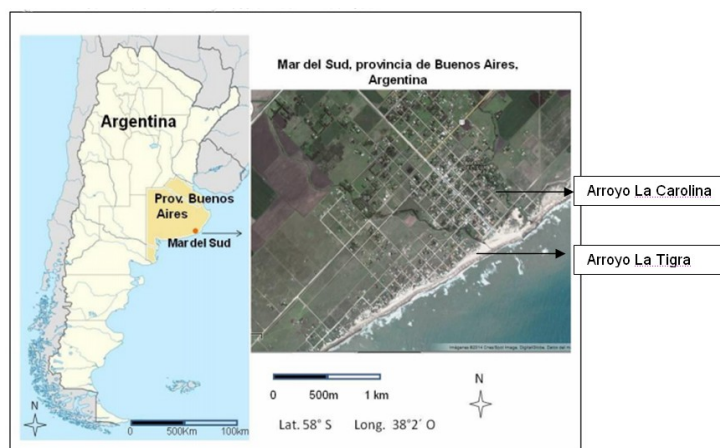 Argentina
Prov. Buenos
Aires
Mar del Sud
N
0 500Km 100km
Mar del Sud, provincia de Buenos Aires,
Argentina
0 500m 1 km
N
Lat. 58° S Long. 38°2´ O
Arroyo La Carolina
Arroyo La Tigra